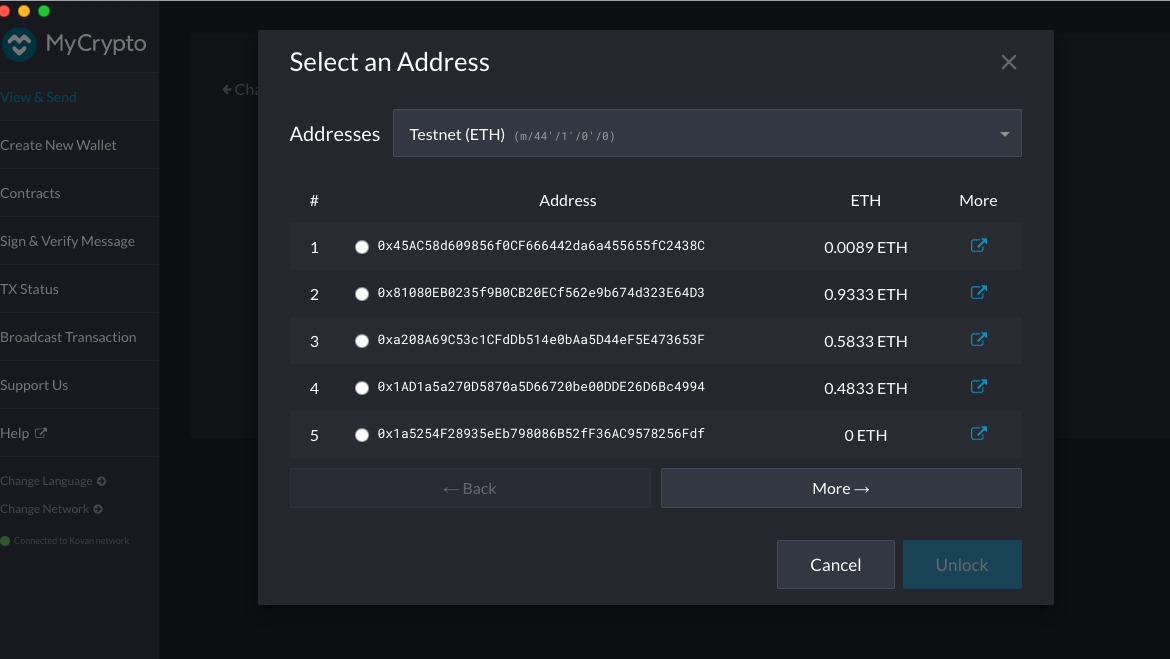 MyCrypto
View & Send
Create New Wallet
Contracts
Sign & Verify Message
TX Status
Broadcast Transaction
Support Us
Help
Change Language
Change Network
Connected to Kovan network
Cha
Select an Address
Addresses Testnet (ETH) (m/44'/1'/0'/0)
# Address ETH More
1 0x45AC58d609856f0CF666442da6a455655fC2438C 0.0089 ETH
2 0x81080EB0235f9B0CB20ECf562e9b674d323E64D3 0.9333 ETH
3 0xa208A69C53c1CFdDb514e0bAa5D44eF5E473653F 0.5833 ETH
4 0x1AD1a5a270D5870a5D66720be00DDE26D6Bc4994 0.4833 ETH
5 0x1a5254F28935eEb798086B52fF36AC9578256Fdf 0 ETH
← Back More →
Cancel Unlock